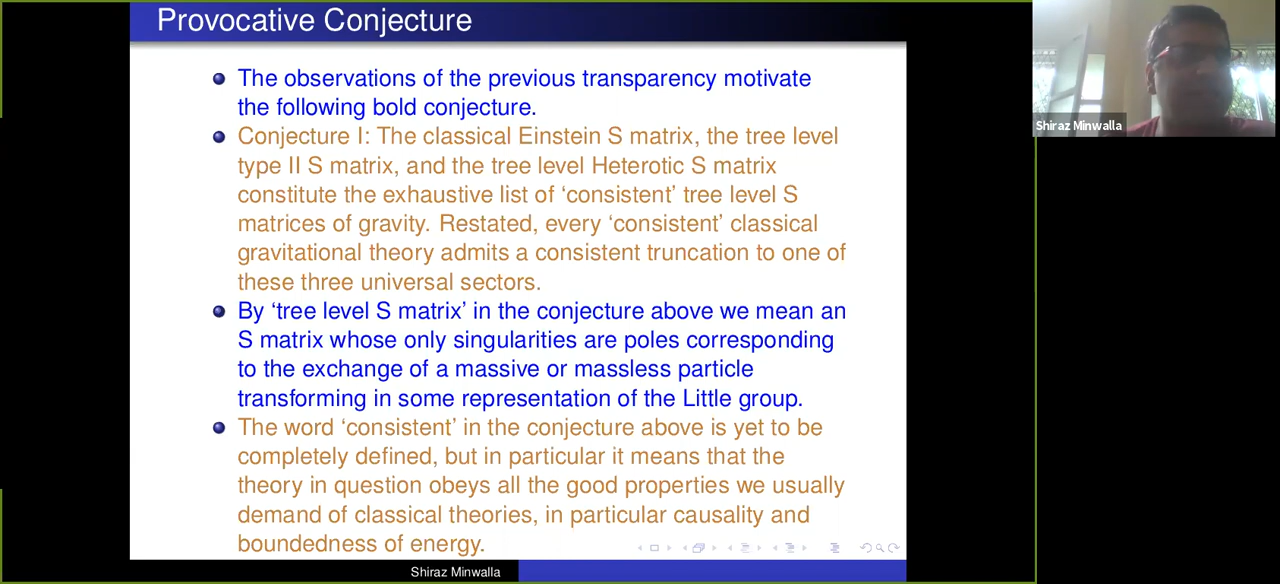 Provocative Conjecture
The observations of the previous transparency motivate
the following bold conjecture.
Conjecture I: The classical Einstein S matrix, the tree level
type II S matrix, and the tree level Heterotic S matrix
constitute the exhaustive list of ‘consistent’ tree level S
matrices of gravity. Restated, every ‘consistent’ classical
gravitational theory admits a consistent truncation to one of
these three universal sectors.
By ‘tree level S matrix’ in the conjecture above we mean an
S matrix whose only singularities are poles corresponding
to the exchange of a massive or massless particle
transforming in some representation of the Little group.
The word ‘consistent’ in the conjecture above is yet to be
completely defined, but in particular it means that the
theory in question obeys all the good properties we usually
demand of classical theories, in particular causality and
boundedness of energy.
Shiraz Minwalla
Shiraz Minwalla